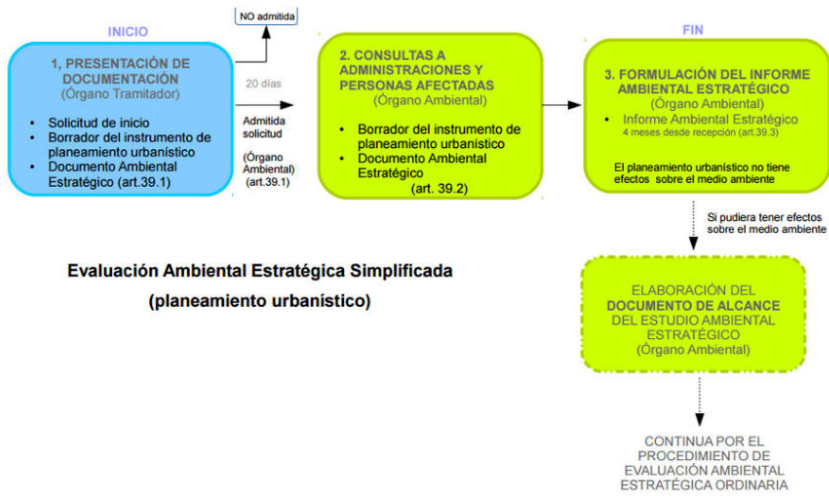 INICIO
NO admitida
FIN
1, PRESENTACIÓN DE
DOCUMENTACIÓN
(Órgano Tramitador)
• Solicitud de inicio
• Borrador del instrumento de
planeamiento urbanístico
• Documento Ambiental
Estratégico (art.39.1)
20 días
Admitida
solicitud
(Órgano
Ambiental)
(art.39.1)
2. CONSULTAS A
ADMINISTRACIONES Y
PERSONAS AFECTADAS
(Órgano Ambiental)
• Borrador del instrumento de
planeamiento urbanístico
• Documento Ambiental
Estratégico
(art. 39.2)
3. FORMULACIÓN DEL INFORME
AMBIENTAL ESTRATÉGICO
(Órgano Ambiental)
• Informe Ambiental Estratégico
4 meses desde recepción (art.39.3)
El planeamiento urbanístico no tiene
efectos sobre el medio ambiente
Si pudiera tener efectos
sobre el medio ambiente
Evaluación Ambiental Estratégica Simplificada
(planeamiento urbanístico)
ELABORACIÓN DEL
DOCUMENTO DE ALCANCE
DEL ESTUDIO AMBIENTAL
ESTRATÉGICO
(Órgano Ambiental)
CONTINUA POR EL
PROCEDIMIENTO DE
EVALUACIÓN AMBIENTAL
ESTRATÉGICA ORDINARIA